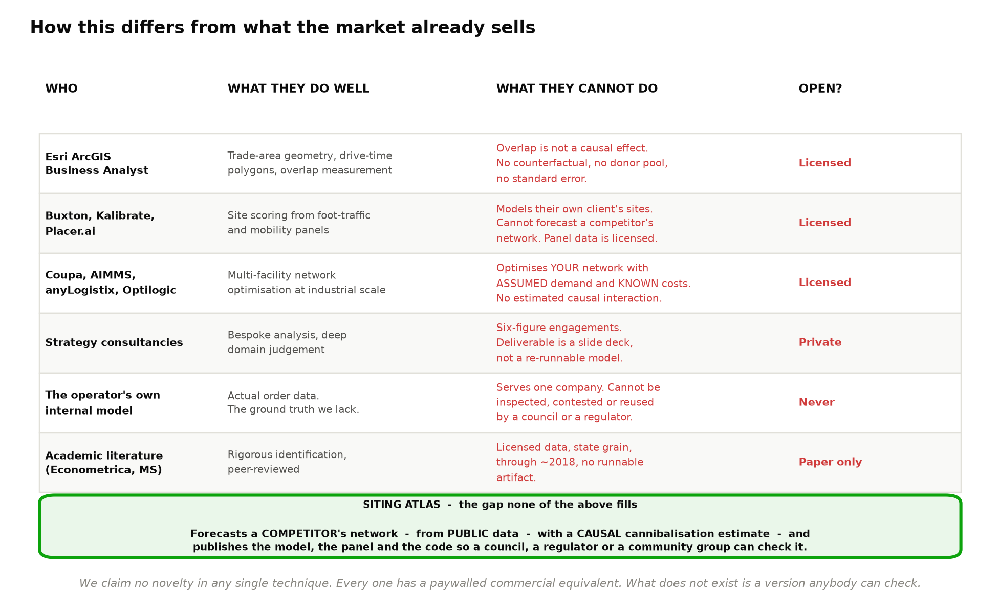 How this differs from what the market already sells
WHO
WHAT THEY DO WELL
WHAT THEY CANNOT DO
OPEN?
Esri ArcGIS
Business Analyst
Trade-area geometry, drive-time
polygons, overlap measurement
Overlap is not a causal effect.
No counterfactual, no donor pool,
no standard error.
Licensed
Buxton, Kalibrate,
Placer.ai
Site scoring from foot-traffic
and mobility panels
Models their own client's sites.
Cannot forecast a competitor's
network. Panel data is licensed.
Licensed
Coupa, AIMMS,
anyLogistix, Optilogic
Multi-facility network
optimisation at industrial scale
Optimises YOUR network with
ASSUMED demand and KNOWN costs.
No estimated causal interaction.
Licensed
Strategy consultancies
Bespoke analysis, deep
domain judgement
Six-figure engagements.
Deliverable is a slide deck,
not a re-runnable model.
Private
The operator's own
internal model
Actual order data.
The ground truth we lack.
Serves one company. Cannot be
inspected, contested or reused
by a council or a regulator.
Never
Academic literature
(Econometrica, MS)
Rigorous identification,
peer-reviewed
Licensed data, state grain,
through ~2018, no runnable
artifact.
Paper only
SITING ATLAS - the gap none of the above fills
Forecasts a COMPETITOR's network - from PUBLIC data - with a CAUSAL cannibalisation estimate - and
publishes the model, the panel and the code so a council, a regulator or a community group can check it.
We claim no novelty in any single technique. Every one has a paywalled commercial equivalent. What does not exist is a version anybody can check.